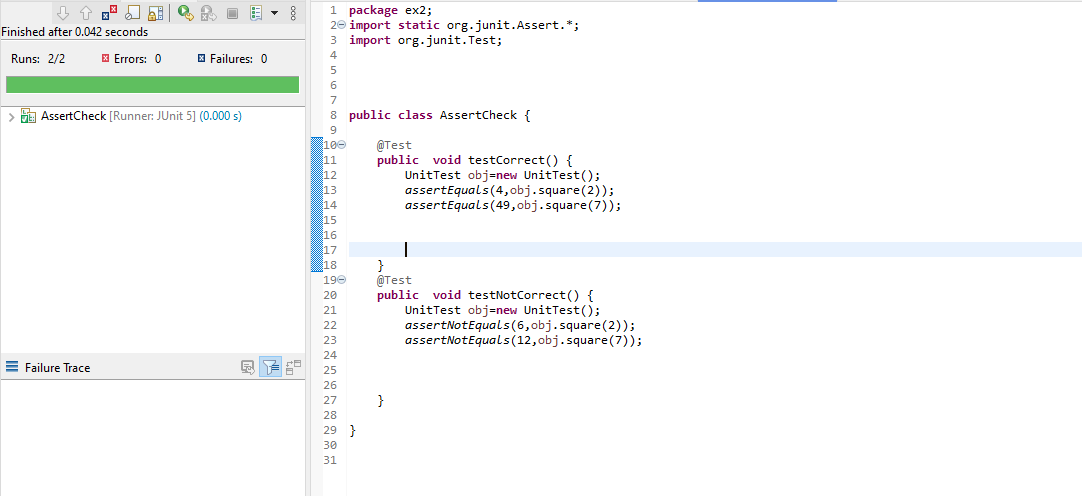 Finished after 0.042 seconds
Runs: 2/2 Errors: 0 Failures: 0
AssertCheck [Runner: JUnit 5] (0.000 s)
Failure Trace
1 package ex2;
2 import static org.junit.Assert.*;
3 import org.junit.Test;
4
5
6
7
8 public class AssertCheck {
9
10 @Test
11 public  void testCorrect() {
12 UnitTest obj=new UnitTest();
13 assertEquals(4,obj.square(2));
14 assertEquals(49,obj.square(7));
15
16
17
18 }
19 @Test
20 public  void testNotCorrect() {
21 UnitTest obj=new UnitTest();
22 assertNotEquals(6,obj.square(2));
23 assertNotEquals(12,obj.square(7));
24
25
26
27 }
28
29 }
30
31